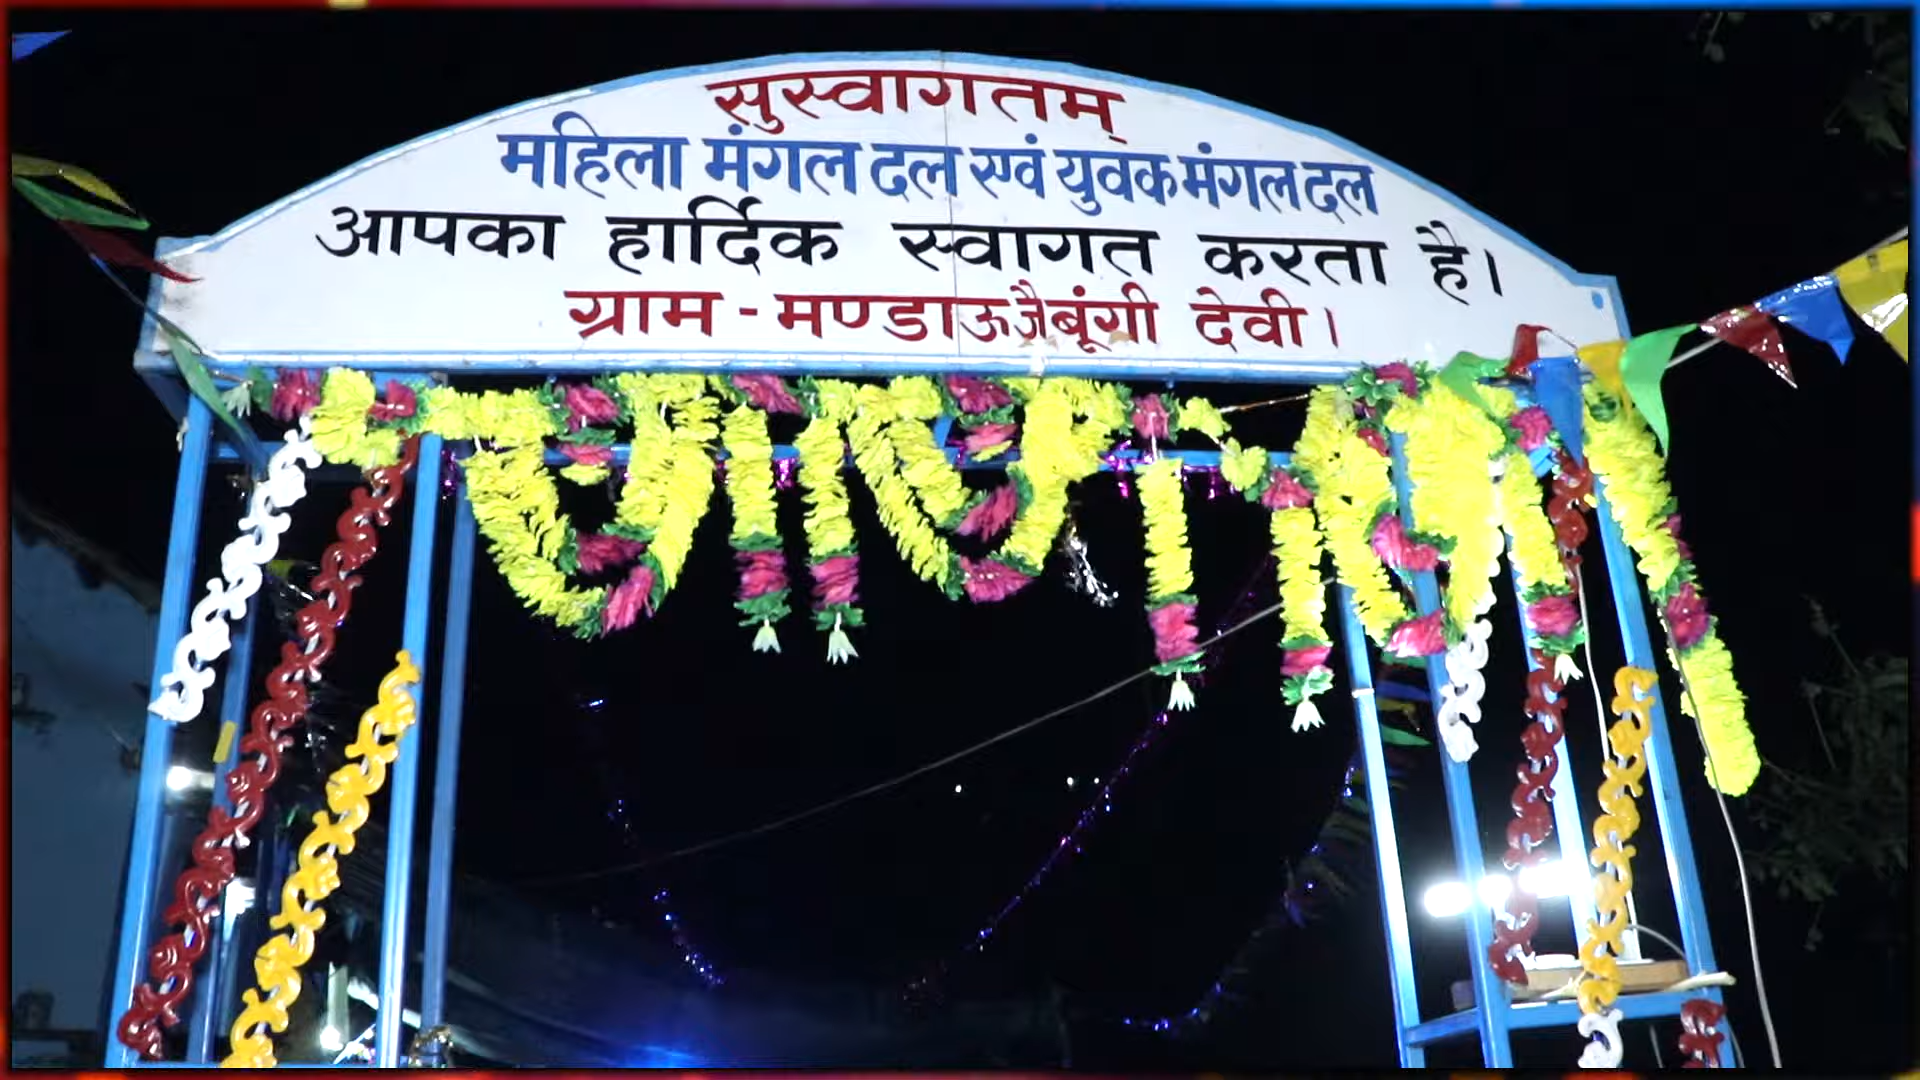 सुस्वागतम्
महिला मंगल दल एवं युवक मंगल दल
आपका हार्दिक स्वागत करता है।
ग्राम - मण्डाऊ जैबूंगी देवी।